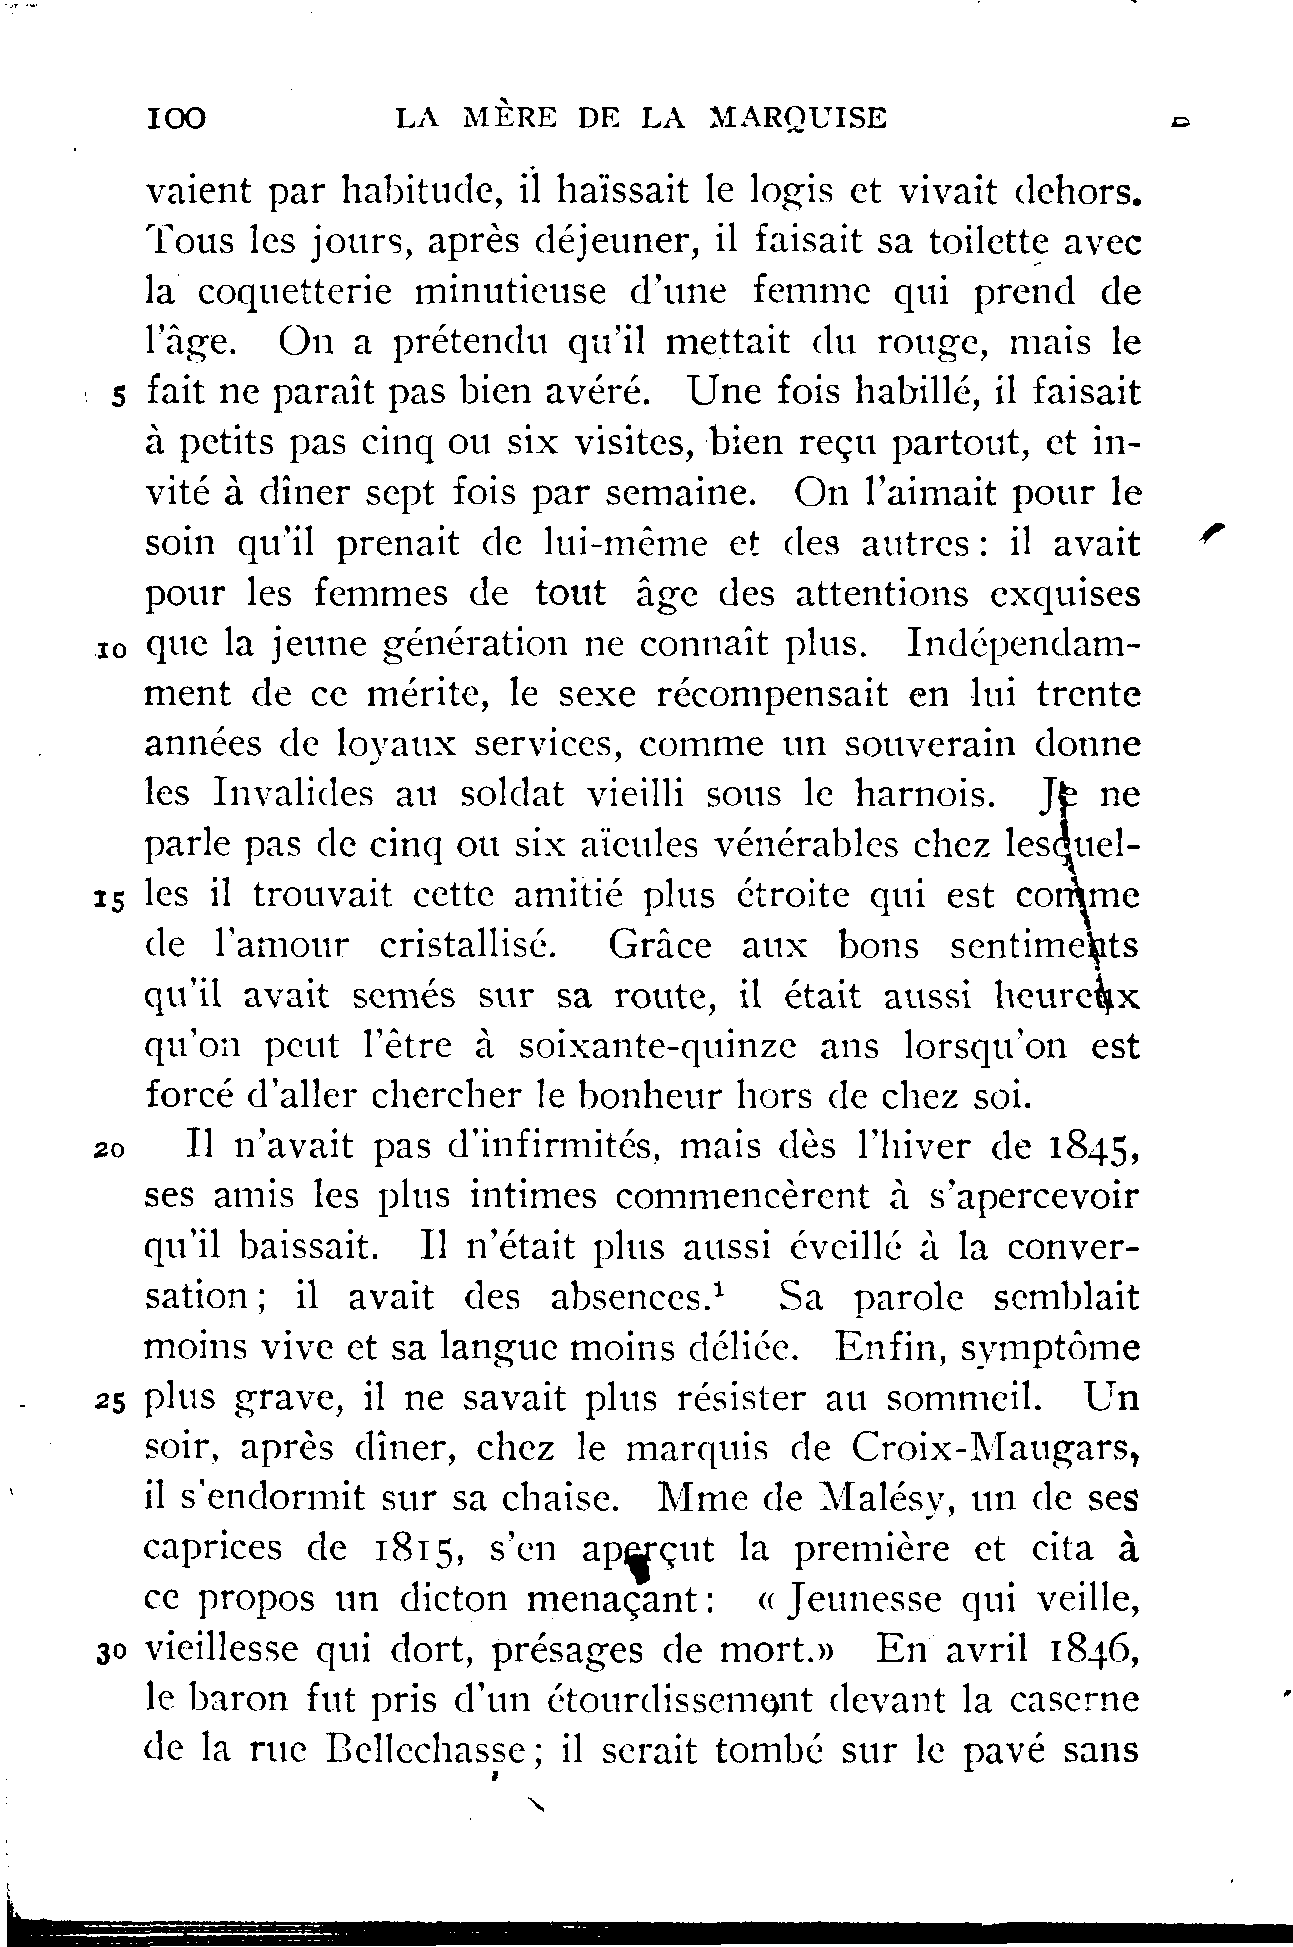 100 LA MÈRE DE LA MARQUISE
vaient par habitude, il haïssait le logis et vivait dehors.
Tous les jours, après déjeuner, il faisait sa toilette avec
la coquetterie minutieuse d'une femme qui prend de
l'âge. On a prétendu qu'il mettait du rouge, mais le
5 fait ne paraît pas bien avéré. Une fois habillé, il faisait
à petits pas cinq ou six visites, bien reçu partout, et in-
vité à dîner sept fois par semaine. On l'aimait pour le
soin qu'il prenait de lui-même et des autres : il avait
pour les femmes de tout âge des attentions exquises
10 que la jeune génération ne connaît plus. Indépendam-
ment de ce mérite, le sexe récompensait en lui trente
années de loyaux services, comme un souverain donne
les Invalides au soldat vieilli sous le harnois. Je ne
parle pas de cinq ou six aïeules vénérables chez lesquel-
15 les il trouvait cette amitié plus étroite qui est comme
de l'amour cristallisé. Grâce aux bons sentiments
qu'il avait semés sur sa route, il était aussi heureux
qu'on peut l'être à soixante-quinze ans lorsqu'on est
forcé d'aller chercher le bonheur hors de chez soi.
20 Il n'avait pas d'infirmités, mais dès l'hiver de 1845,
ses amis les plus intimes commencèrent à s'apercevoir
qu'il baissait. Il n'était plus aussi éveillé à la conver-
sation ; il avait des absences.¹ Sa parole semblait
moins vive et sa langue moins déliée. Enfin, symptôme
25 plus grave, il ne savait plus résister au sommeil. Un
soir, après dîner, chez le marquis de Croix-Maugars,
il s'endormit sur sa chaise. Mme de Malésy, un de ses
caprices de 1815, s'en aperçut la première et cita à
ce propos un dicton menaçant : « Jeunesse qui veille,
30 vieillesse qui dort, présages de mort.» En avril 1846,
le baron fut pris d'un étourdissement devant la caserne
de la rue Bellechasse ; il serait tombé sur le pavé sans